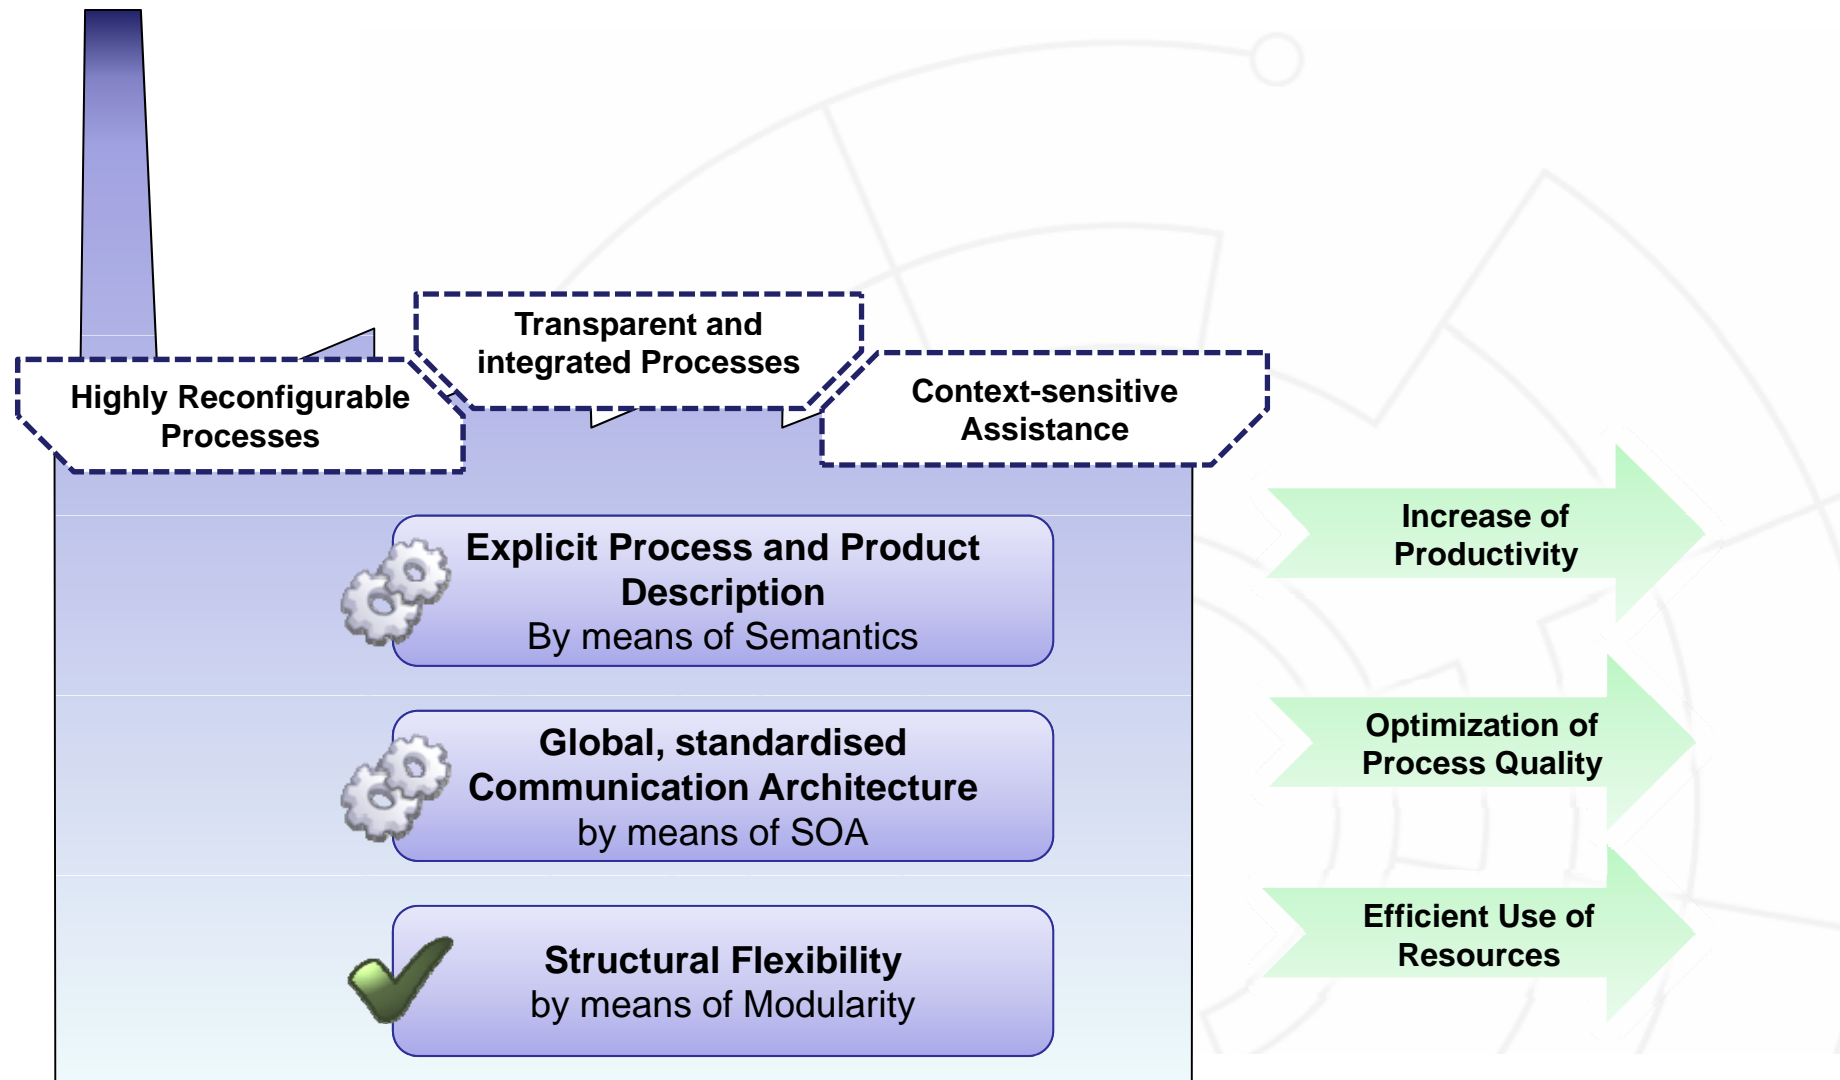 Transparent and
integrated Processes
Highly Reconfigurable
Processes
Context-sensitive
Assistance
Explicit Process and Product
Description
By means of Semantics
Global, standardised
Communication Architecture
by means of SOA
Structural Flexibility
by means of Modularity
Increase of
Productivity
Optimization of
Process Quality
Efficient Use of
Resources